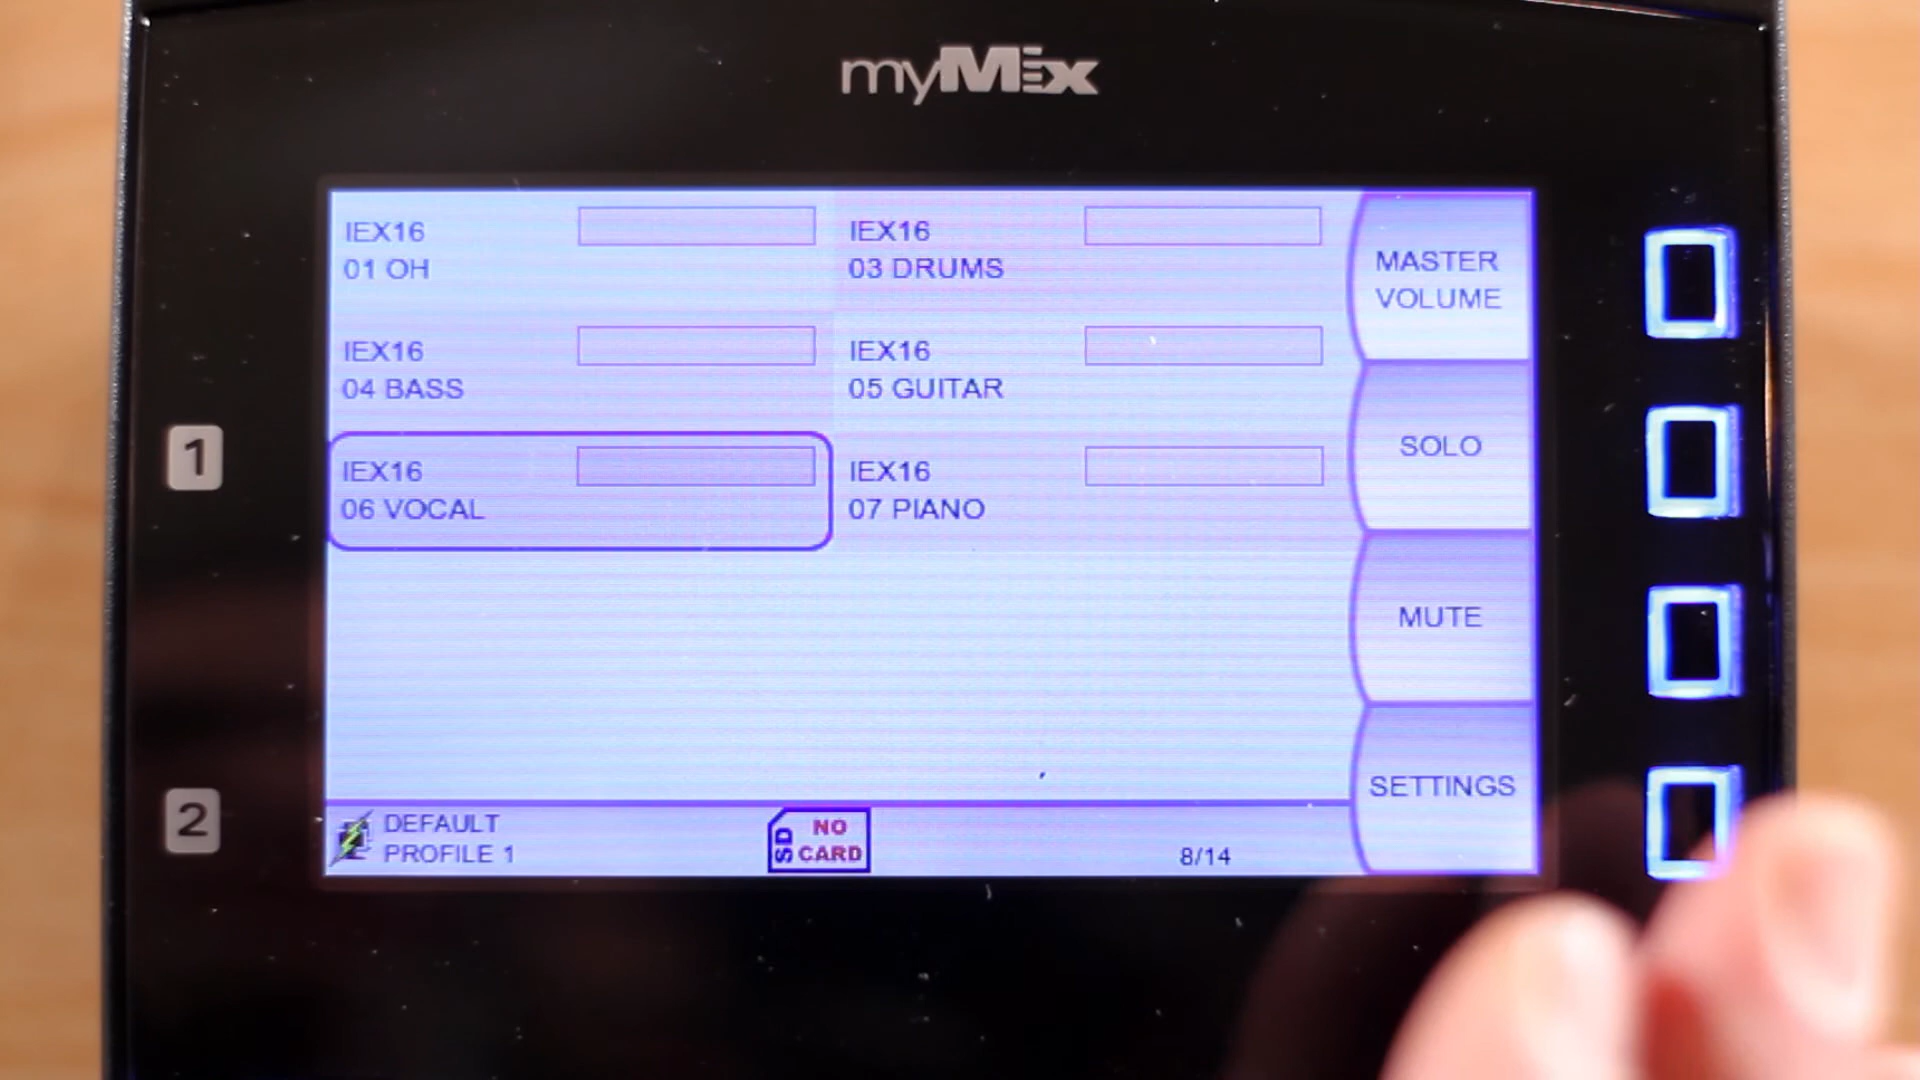 myMix
IEX16
01 OH
IEX16
03 DRUMS
MASTER
VOLUME
IEX16
04 BASS
IEX16
05 GUITAR
SOLO
1
IEX16
06 VOCAL
IEX16
07 PIANO
MUTE
SETTINGS
2
DEFAULT
PROFILE 1
SD
NO
CARD
8/14